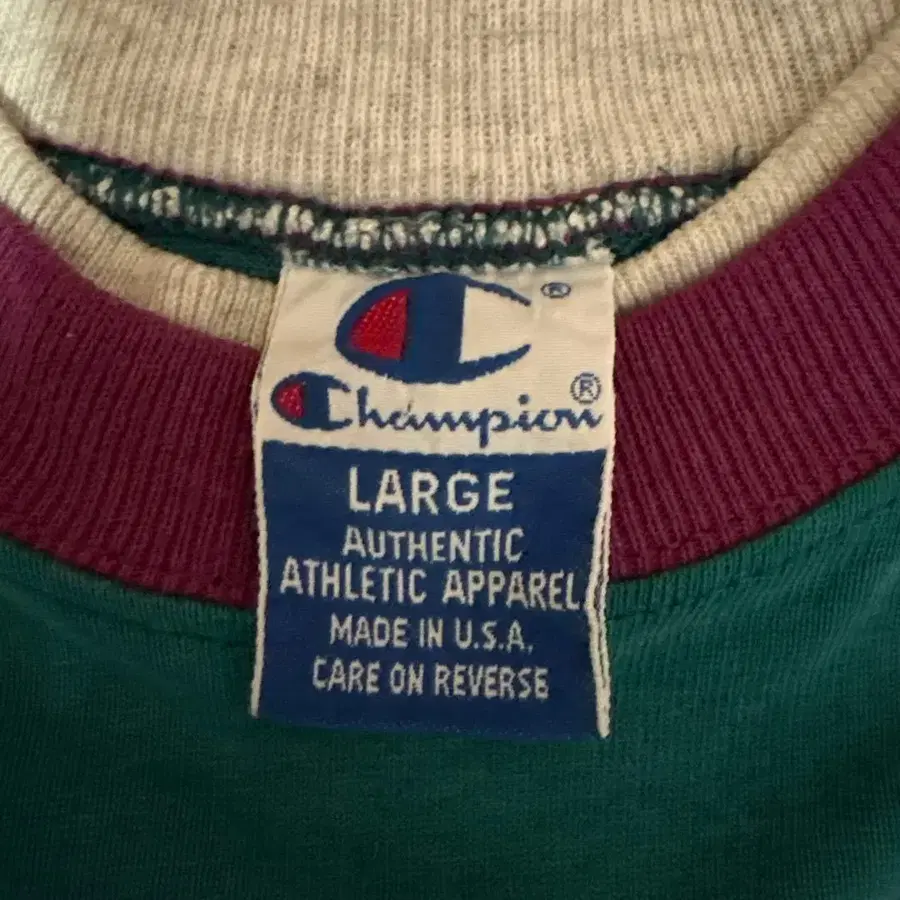 ®
Champion®
LARGE
AUTHENTIC
ATHLETIC APPAREL
MADE IN U.S.A.
CARE ON REVERSE